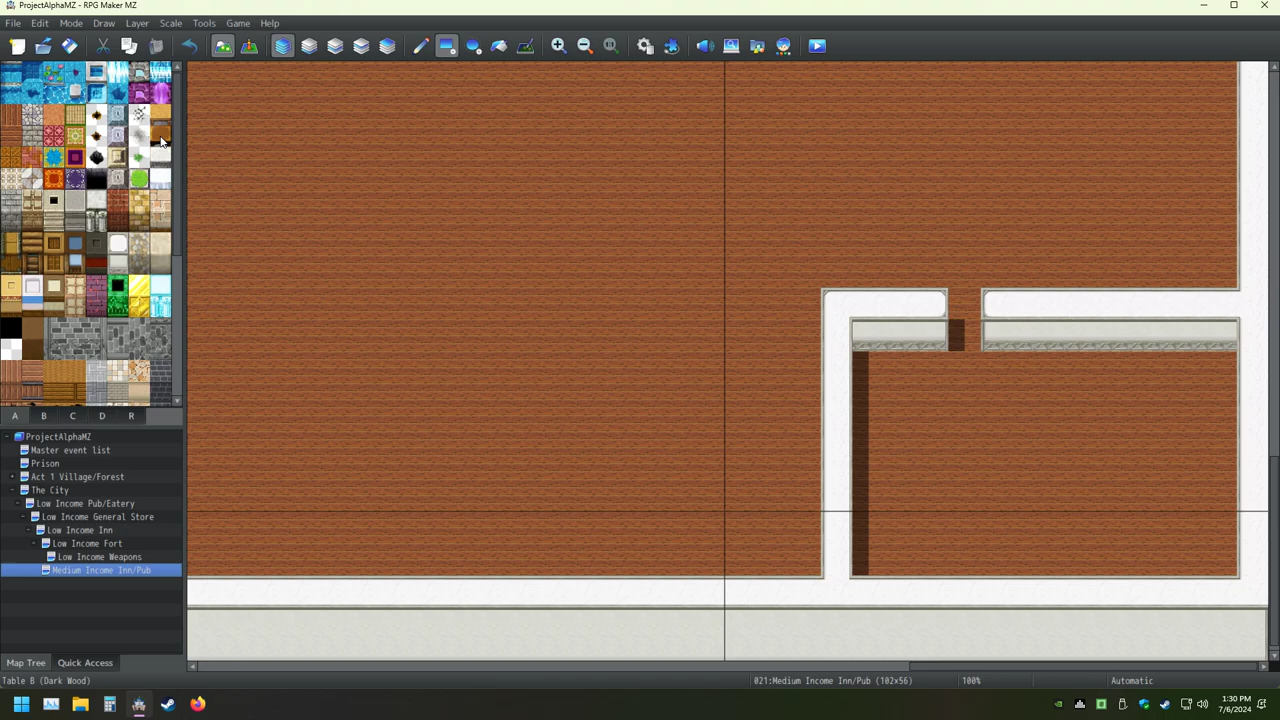 ProjectAlphaMZ - RPG Maker MZ
File Edit Mode Draw Layer Scale Tools Game Help
A B C D R
ProjectAlphaMZ
Master event list
Prison
Act 1 Village/Forest
The City
Low Income Pub/Eatery
Low Income General Store
Low Income Inn
Low Income Fort
Low Income Weapons
Medium Income Inn/Pub
Map Tree Quick Access
Table B (Dark Wood) 021:Medium Income Inn/Pub (102x56) 100% Automatic
1:30 PM
7/6/2024